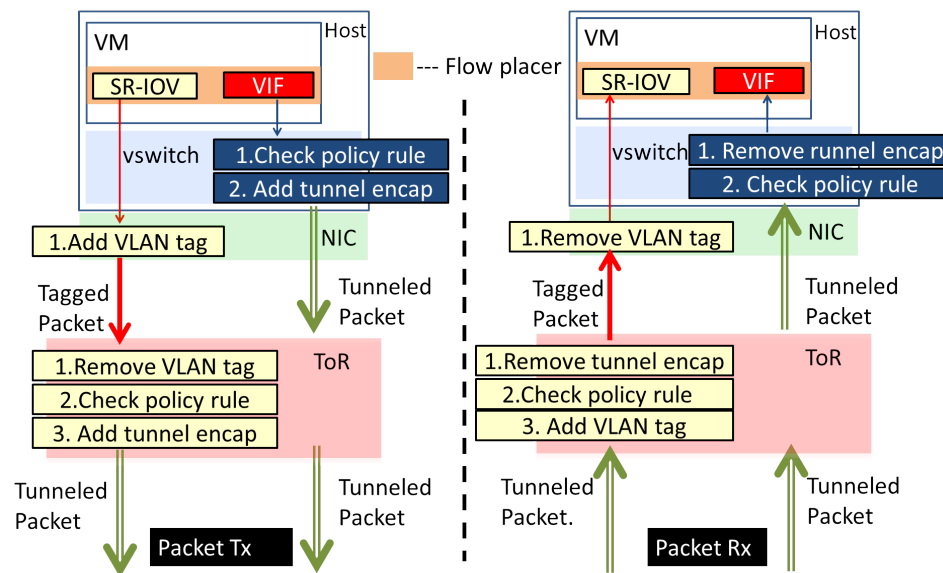 Host
VM
SR-IOV
VIF
vswitch
1.Check policy rule
2. Add tunnel encap
1.Add VLAN tag
NIC
Tagged
Packet
Tunneled
Packet
ToR
1.Remove VLAN tag
2.Check policy rule
3. Add tunnel encap
Tunneled
Packet
Tunneled
Packet
Packet Tx
--- Flow placer
Host
VM
SR-IOV
VIF
vswitch
1. Remove runnel encap
2. Check policy rule
1.Remove VLAN tag
NIC
Tagged
Packet
Tunneled
Packet
ToR
1.Remove tunnel encap
2.Check policy rule
3. Add VLAN tag
Tunneled
Packet.
Tunneled
Packet
Packet Rx